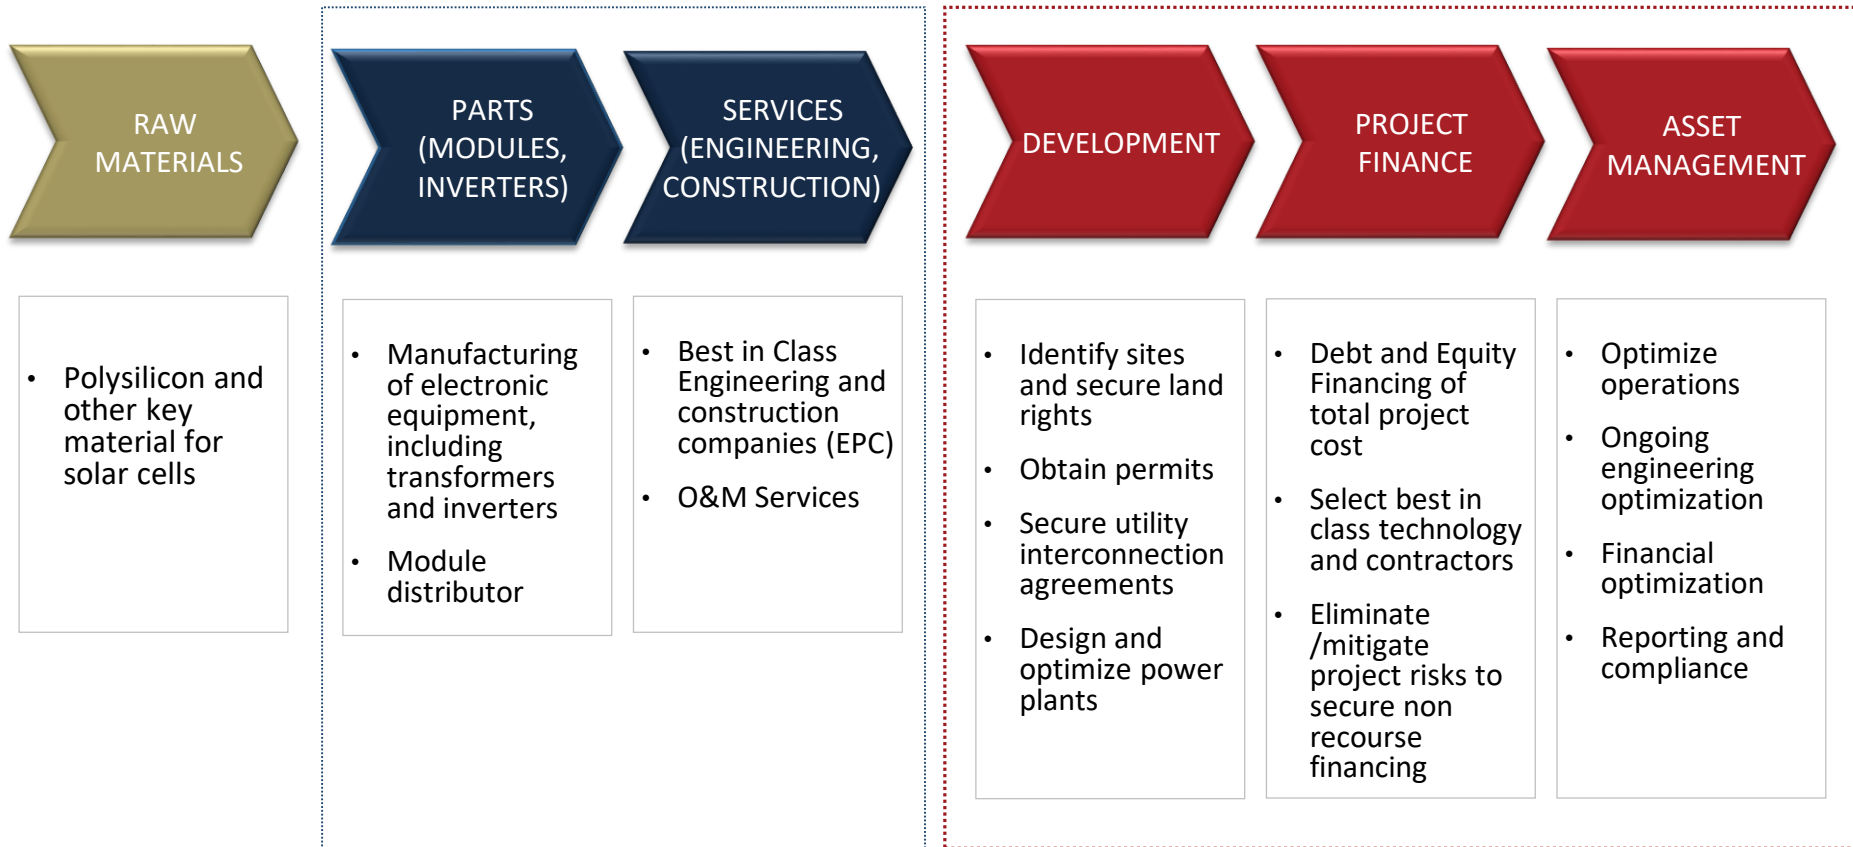 RAW
MATERIALS
PARTS
(MODULES,
INVERTERS)
SERVICES
(ENGINEERING,
CONSTRUCTION)
DEVELOPMENT
PROJECT
FINANCE
ASSET
MANAGEMENT
• Polysilicon and
other key
material for
solar cells
• Manufacturing
of electronic
equipment,
including
transformers
and inverters
• Module
distributor
• Best in Class
Engineering and
construction
companies (EPC)
• O&M Services
• Identify sites
and secure land
rights
• Obtain permits
• Secure utility
interconnection
agreements
• Design and
optimize power
plants
• Debt and Equity
Financing of
total project
cost
• Select best in
class technology
and contractors
• Eliminate
/mitigate
project risks to
secure non
recourse
financing
• Optimize
operations
• Ongoing
engineering
optimization
• Financial
optimization
• Reporting and
compliance